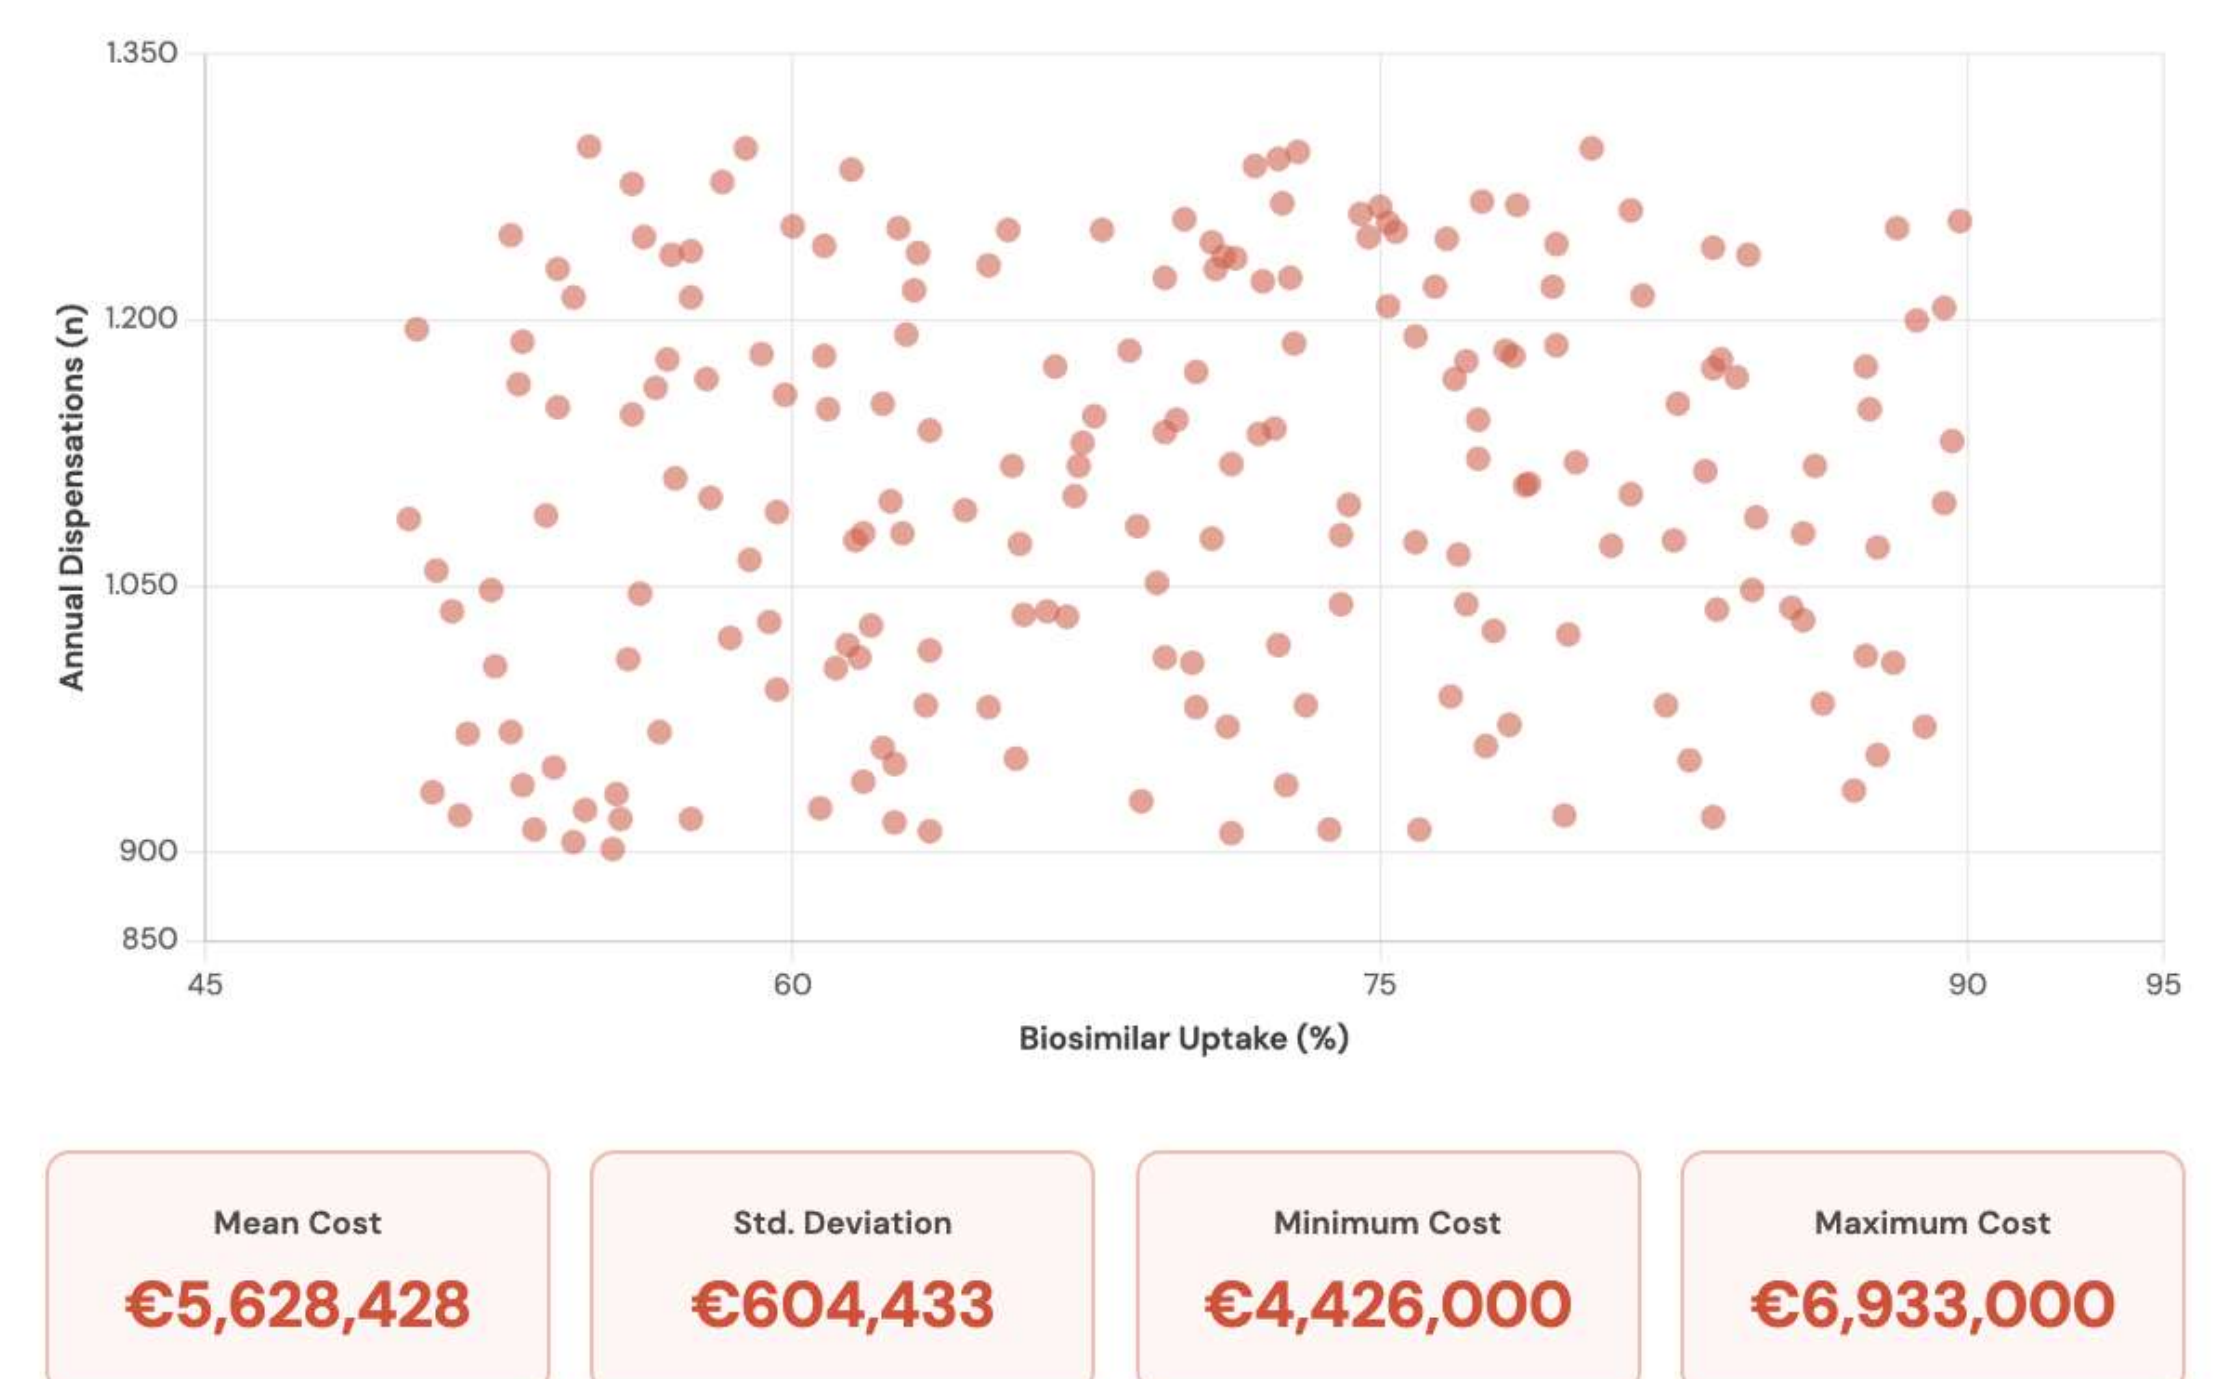 1.350
1.200
1.050
900
850
Annual Dispensations (n)
45 60 75 90 95
Biosimilar Uptake (%)
Mean Cost
€5,628,428
Std. Deviation
€604,433
Minimum Cost
€4,426,000
Maximum Cost
€6,933,000